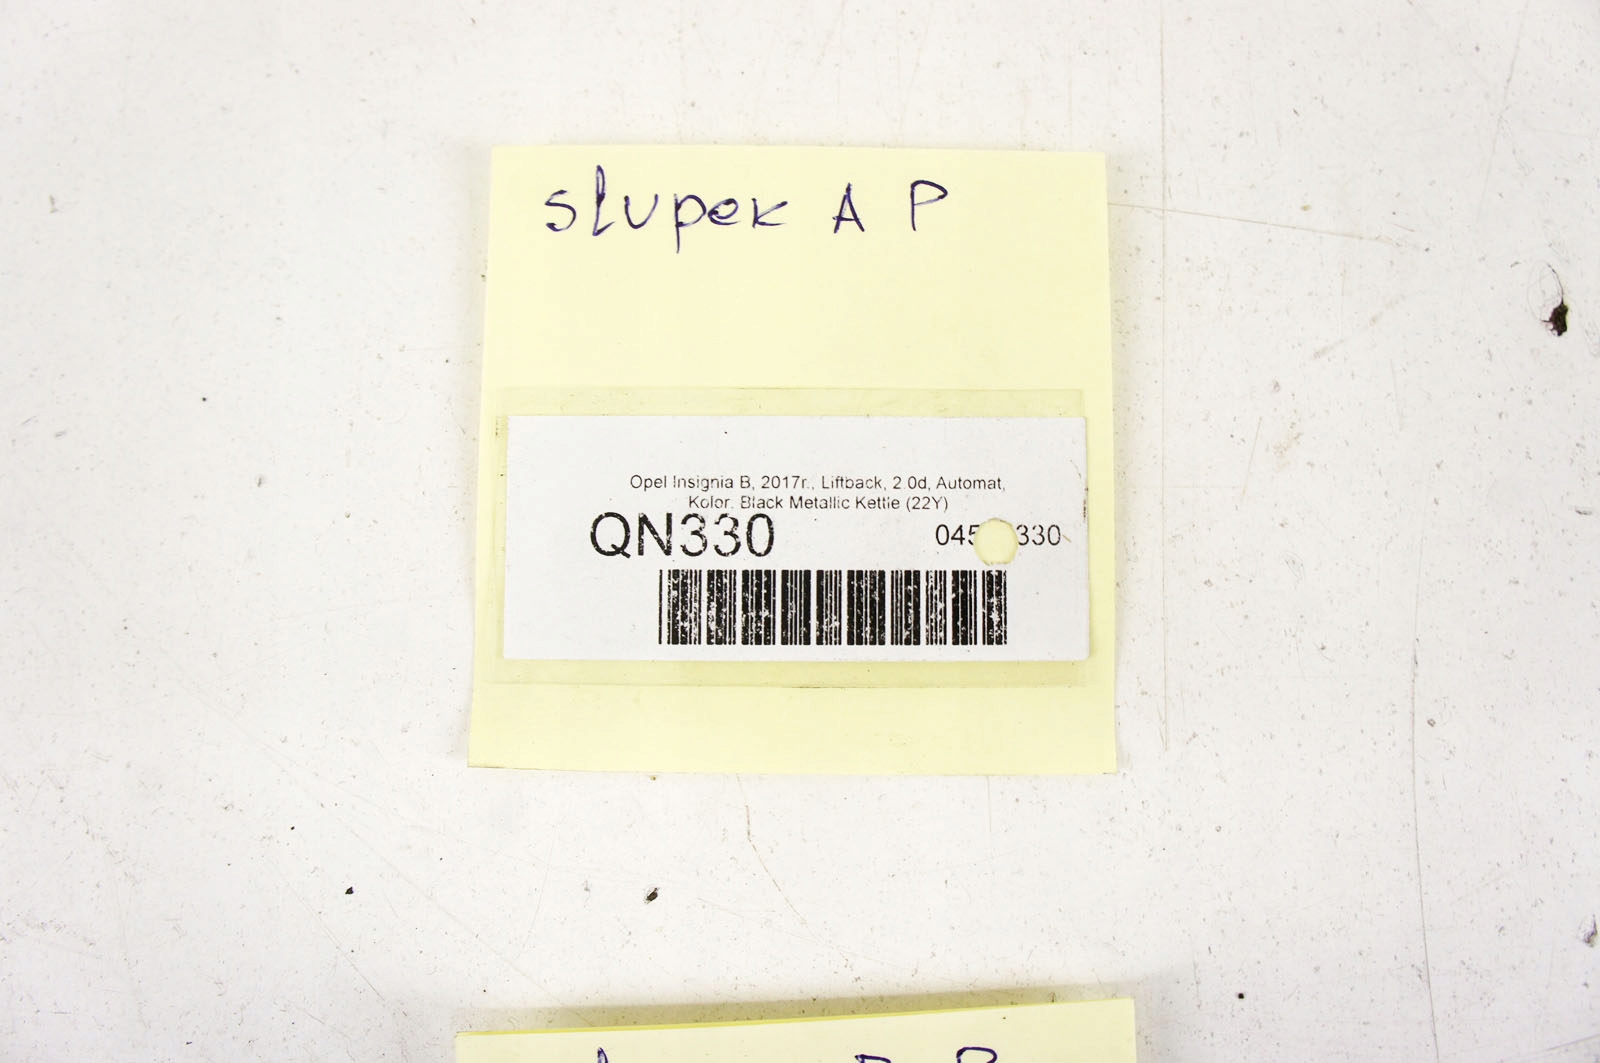 słupek A P
Opel Insignia B, 2017r., Liftback, 2.0d, Automat,
Kolor. Black Metallic Kettle (22Y)
QN330